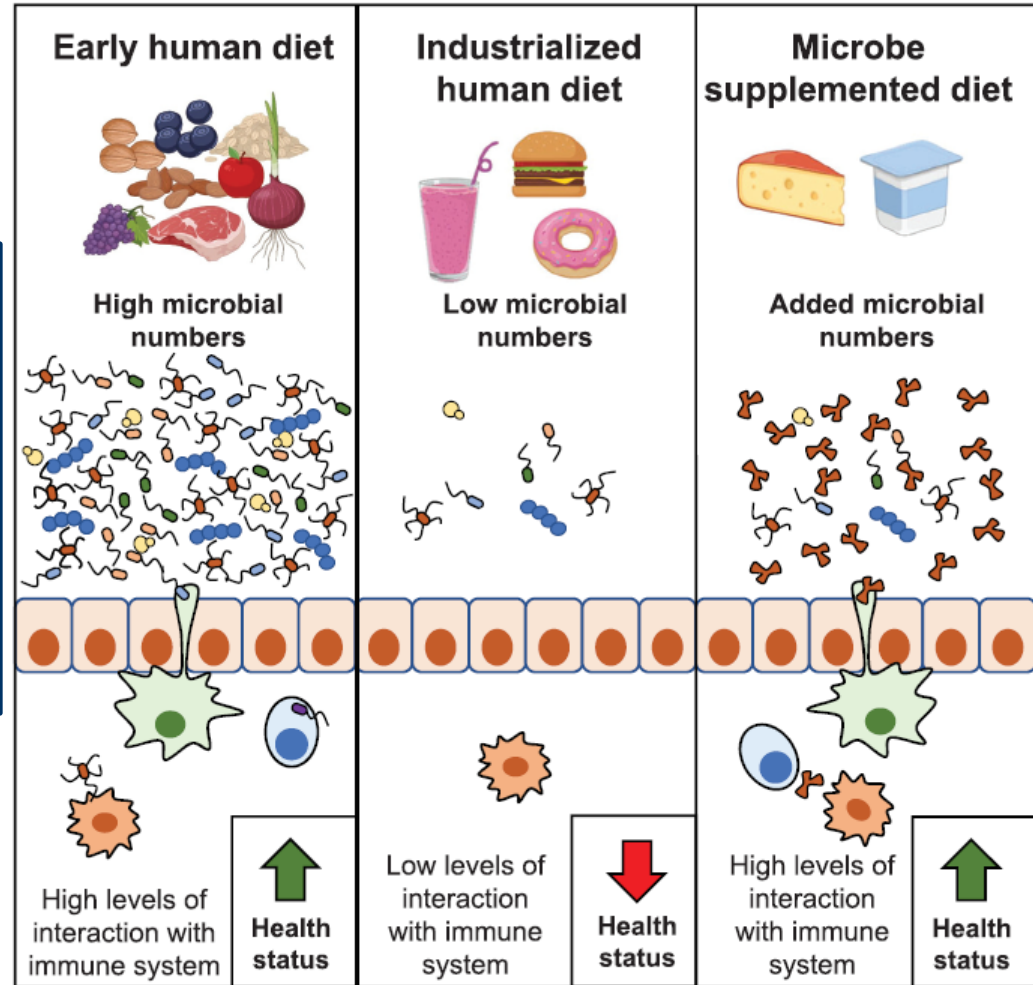 Early human diet
High microbial
numbers
High levels of
interaction with
immune system
Health
status
Industrialized
human diet
Low microbial
numbers
Low levels of
interaction
with immune
system
Health
status
Microbe
supplemented diet
Added microbial
numbers
High levels of
interaction
with immune
system
Health
status